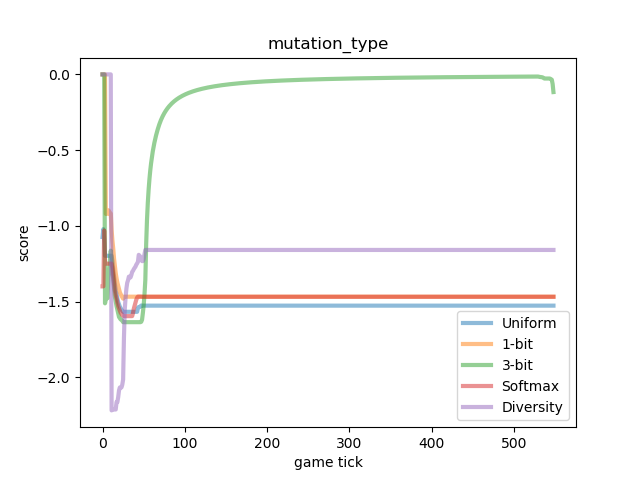 mutation_type
score
0.0
−0.5
−1.0
−1.5
−2.0
Uniform
1-bit
3-bit
Softmax
Diversity
0 100 200 300 400 500
game tick